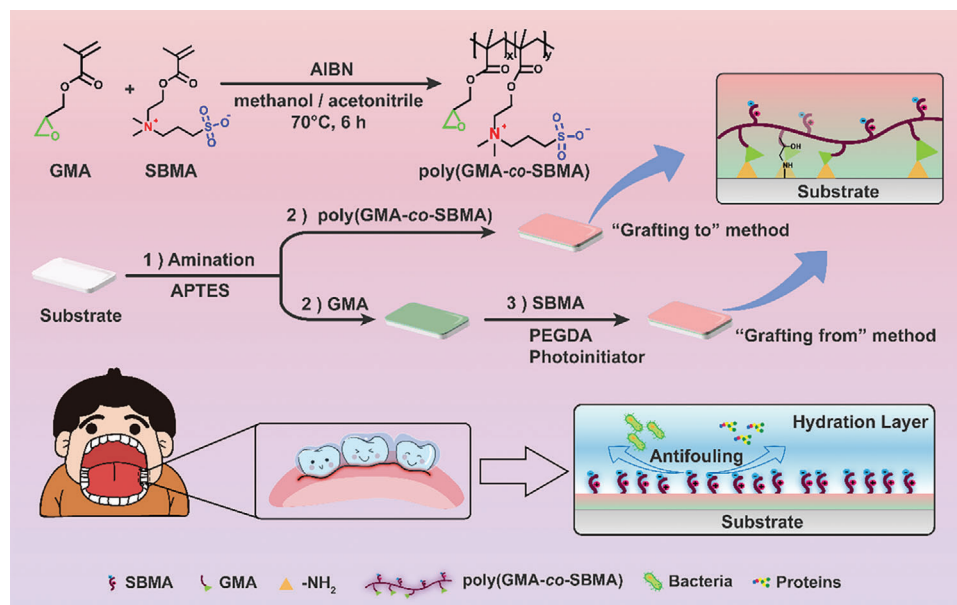 AIBN
methanol / acetonitrile
70°C, 6 h
O
O
O
+
O
O
N+
S
O
O
O-
GMA
SBMA
x
y
O
O
O
O
O
N+
S
O
O
O-
poly(GMA-co-SBMA)
OH
NH
Substrate
2 ) poly(GMA-co-SBMA)
"Grafting to" method
1 ) Amination
APTES
Substrate
2 ) GMA
3 ) SBMA
PEGDA
Photoinitiator
"Grafting from" method
Hydration Layer
Antifouling
Substrate
SBMA
GMA
-NH2
poly(GMA-co-SBMA)
Bacteria
Proteins